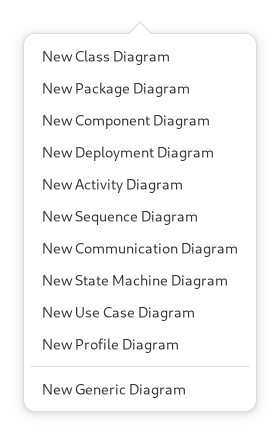 New Class Diagram
New Package Diagram
New Component Diagram
New Deployment Diagram
New Activity Diagram
New Sequence Diagram
New Communication Diagram
New State Machine Diagram
New Use Case Diagram
New Profile Diagram
New Generic Diagram